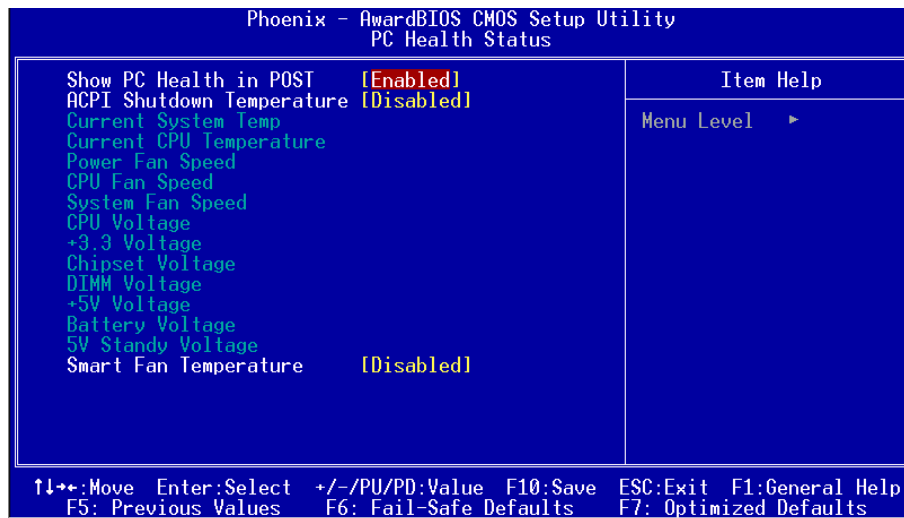 Phoenix - AwardBIOS CMOS Setup Utility
PC Health Status
Show PC Health in POST [Enabled]
ACPI Shutdown Temperature [Disabled]
Current System Temp
Current CPU Temperature
Power Fan Speed
CPU Fan Speed
System Fan Speed
CPU Voltage
+3.3 Voltage
Chipset Voltage
DIMM Voltage
+5V Voltage
Battery Voltage
5V Standy Voltage
Smart Fan Temperature [Disabled]
Item Help
Menu Level ►
↑↓→←:Move Enter:Select +/-/PU/PD:Value F10:Save ESC:Exit F1:General Help
F5: Previous Values F6: Fail-Safe Defaults F7: Optimized Defaults